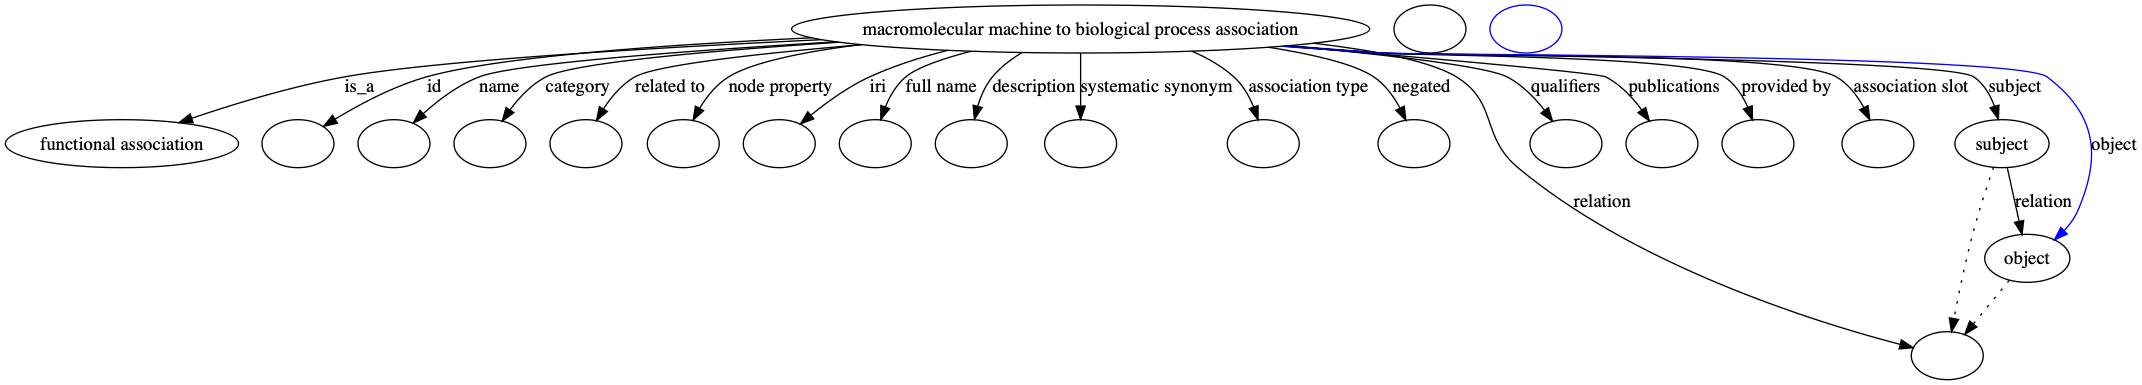 macromolecular machine to biological process association
is_a
id
name
category
related to
node property
iri
full name
description
systematic synonym
association type
negated
qualifiers
publications
provided by
association slot
subject
functional association
subject
object
relation
relation
object